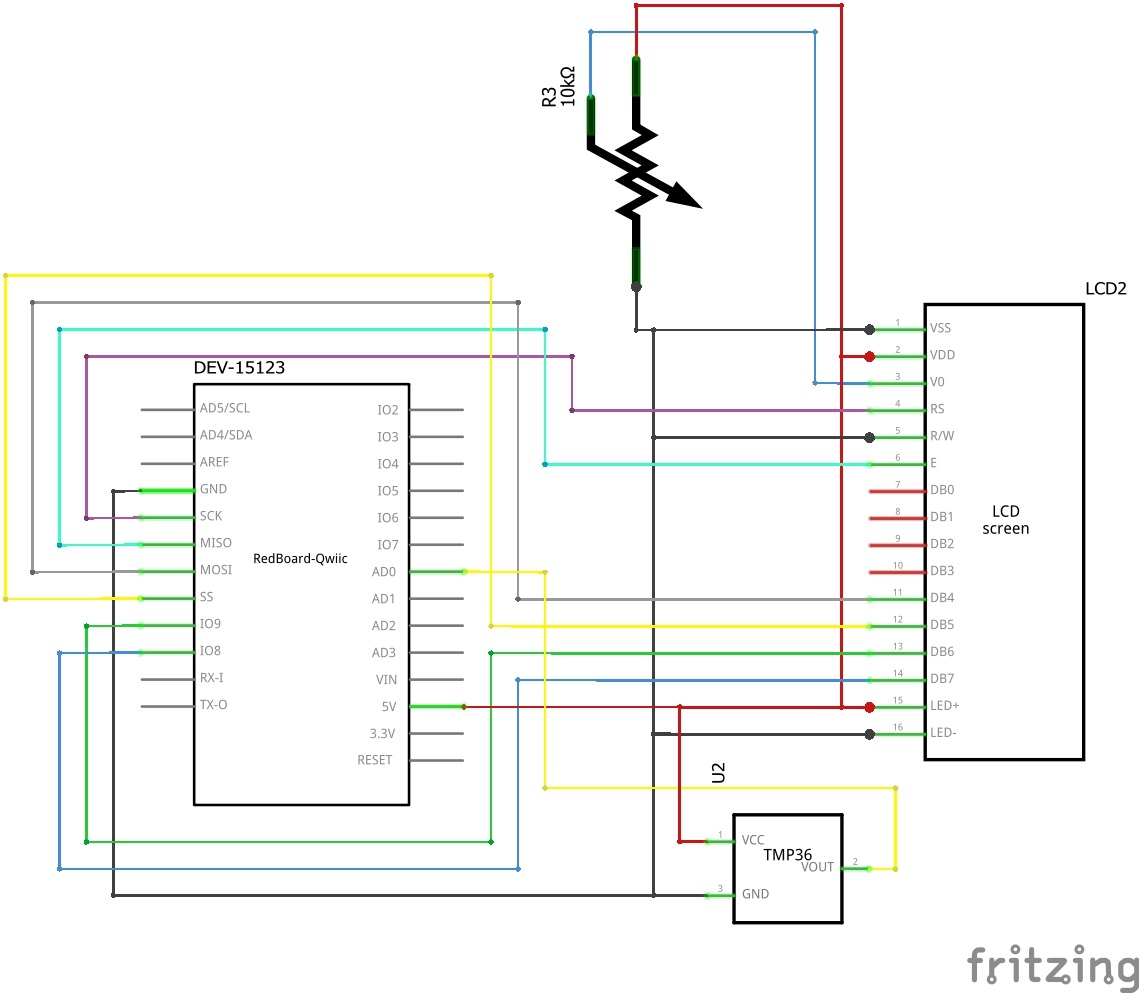 R3
10kΩ
DEV-15123
AD5/SCL
AD4/SDA
AREF
GND
SCK
MISO
MOSI
SS
IO9
IO8
RX-I
TX-O
RedBoard-Qwiic
IO2
IO3
IO4
IO5
IO6
IO7
AD0
AD1
AD2
AD3
VIN
5V
3.3V
RESET
LCD2
1 VSS
2 VDD
3 V0
4 RS
5 R/W
6 E
7 DB0
8 DB1
9 DB2
10 DB3
11 DB4
12 DB5
13 DB6
14 DB7
15 LED+
16 LED-
LCD
screen
U2
1 VCC
TMP36
VOUT 2
3 GND
fritzing